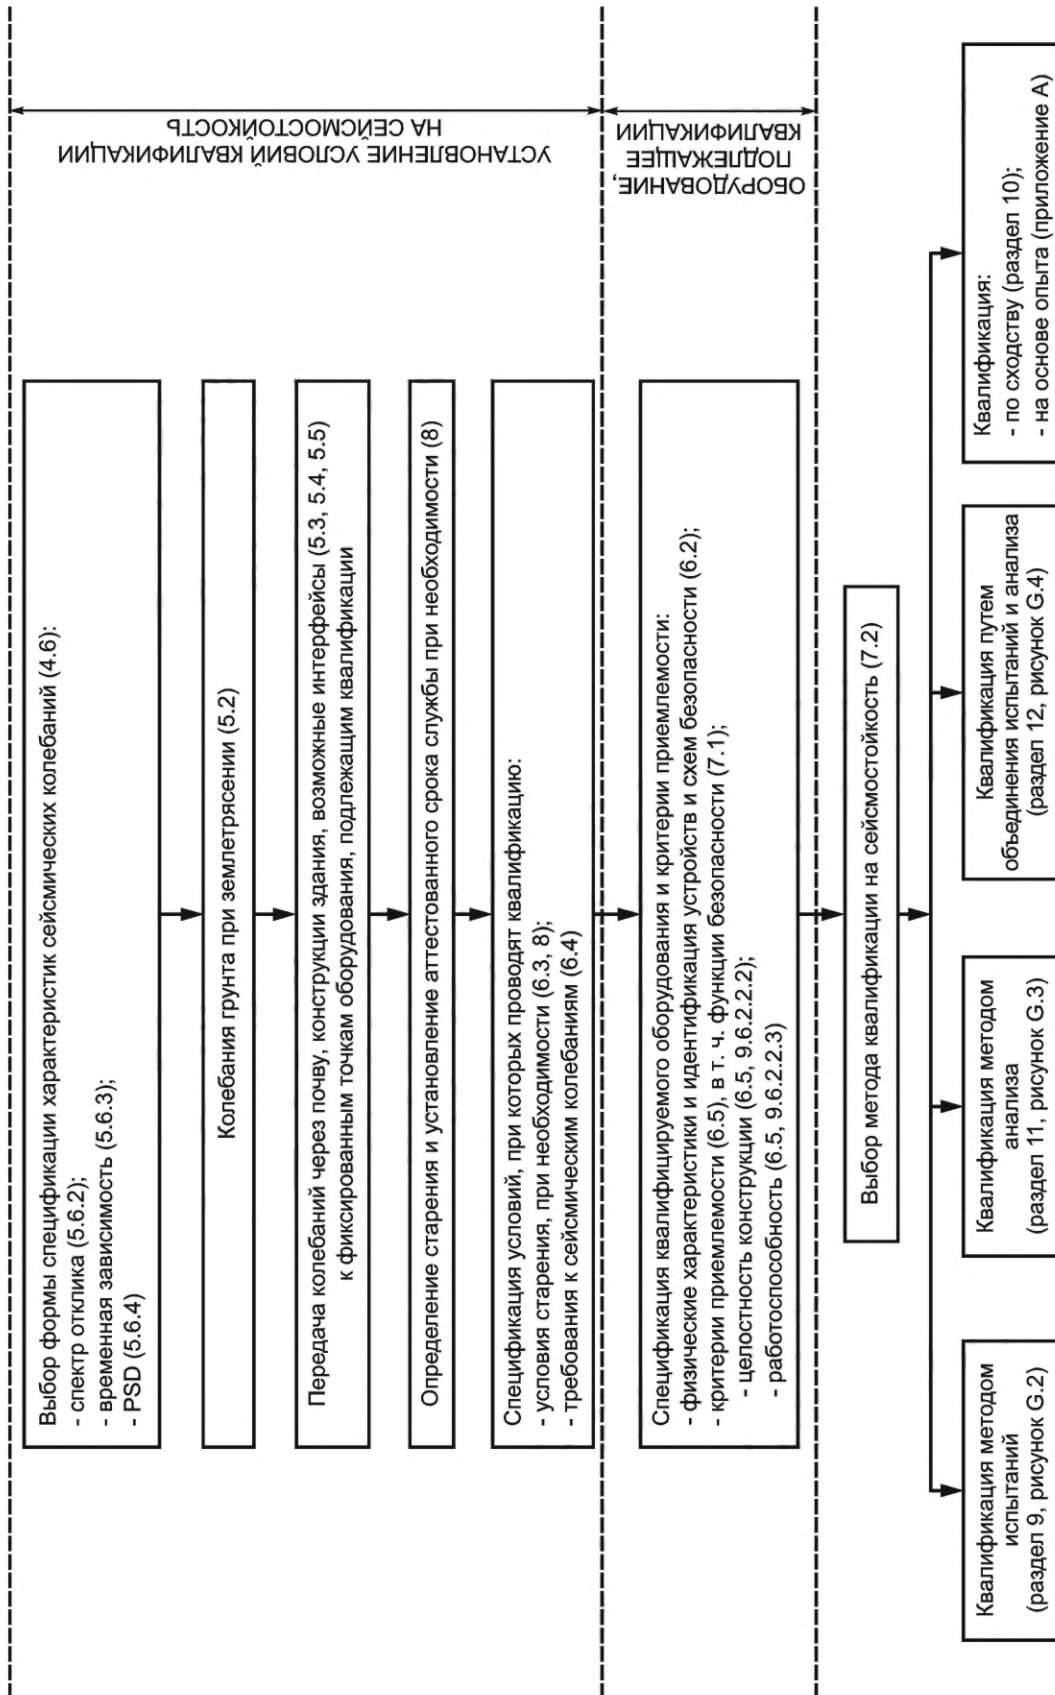 Выбор формы спецификации характеристик сейсмических колебаний (4.6):
- спектр отклика (5.6.2);
- временная зависимость (5.6.3);
- PSD (5.6.4)
Колебания грунта при землетрясении (5.2)
Передача колебаний через почву, конструкции здания, возможные интерфейсы (5.3, 5.4, 5.5)
к фиксированным точкам оборудования, подлежащим квалификации
Определение старения и установление аттестованного срока службы при необходимости (8)
Спецификация условий, при которых проводят квалификацию:
- условия старения, при необходимости (6.3, 8);
- требования к сейсмическим колебаниям (6.4)
УСТАНОВЛЕНИЕ УСЛОВИЙ КВАЛИФИКАЦИИ
НА СЕЙСМОСТОЙКОСТЬ
Спецификация квалифицируемого оборудования и критерии приемлемости:
- физические характеристики и идентификация устройств и схем безопасности (6.2);
- критерии приемлемости (6.5), в т. ч. функции безопасности (7.1);
- целостность конструкции (6.5, 9.6.2.2.2);
- работоспособность (6.5, 9.6.2.2.3)
ОБОРУДОВАНИЕ,
ПОДЛЕЖАЩЕЕ
КВАЛИФИКАЦИИ
Выбор метода квалификации на сейсмостойкость (7.2)
Квалификация методом
испытаний
(раздел 9, рисунок G.2)
Квалификация методом
анализа
(раздел 11, рисунок G.3)
Квалификация путем
объединения испытаний и анализа
(раздел 12, рисунок G.4)
Квалификация:
- по сходству (раздел 10);
- на основе опыта (приложение А)